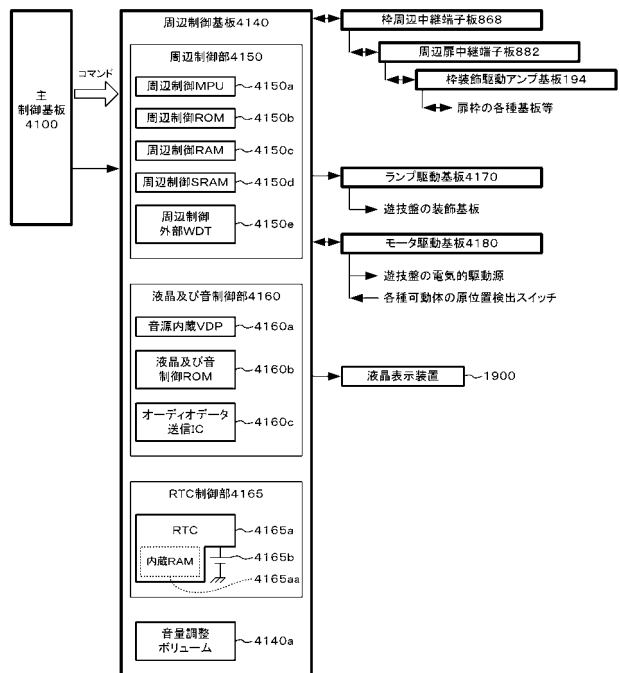 主
制御基板
4100
コマンド
周辺制御基板4140
周辺制御部4150
周辺制御MPU 4150a
周辺制御ROM 4150b
周辺制御RAM 4150c
周辺制御SRAM 4150d
周辺制御
外部WDT
4150e
液晶及び音制御部4160
音源内蔵VDP 4160a
液晶及び音
制御ROM
4160b
オーディオデータ
送信IC
4160c
RTC制御部4165
RTC 4165a
4165b
内蔵RAM
4165aa
音量調整
ボリューム
4140a
枠周辺中継端子板868
周辺扉中継端子板882
枠装飾駆動アンプ基板194
扉枠の各種基板等
ランプ駆動基板4170
遊技盤の装飾基板
モータ駆動基板4180
遊技盤の電気的駆動源
各種可動体の原位置検出スイッチ
液晶表示装置 1900